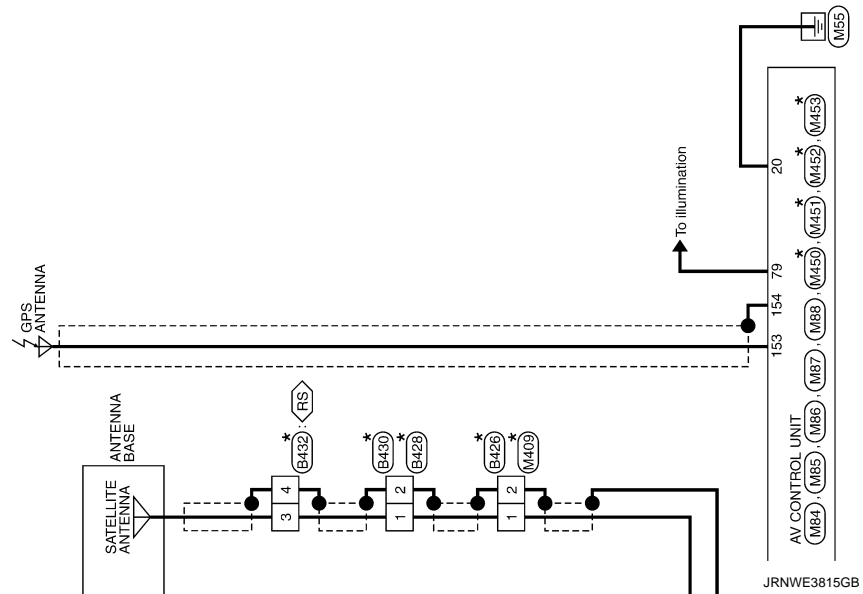 GPS
ANTENNA
To illumination
M55
20
79
154
153
AV CONTROL UNIT
M84 , M85 , M86 , M87 , M88 , *M450 , *M451 , *M452 , *M453
ANTENNA
BASE
SATELLITE
ANTENNA
*B432 : RS
4
3
*B430
*B428
2
1
*B426
*M409
2
1
JRNWE3815GB